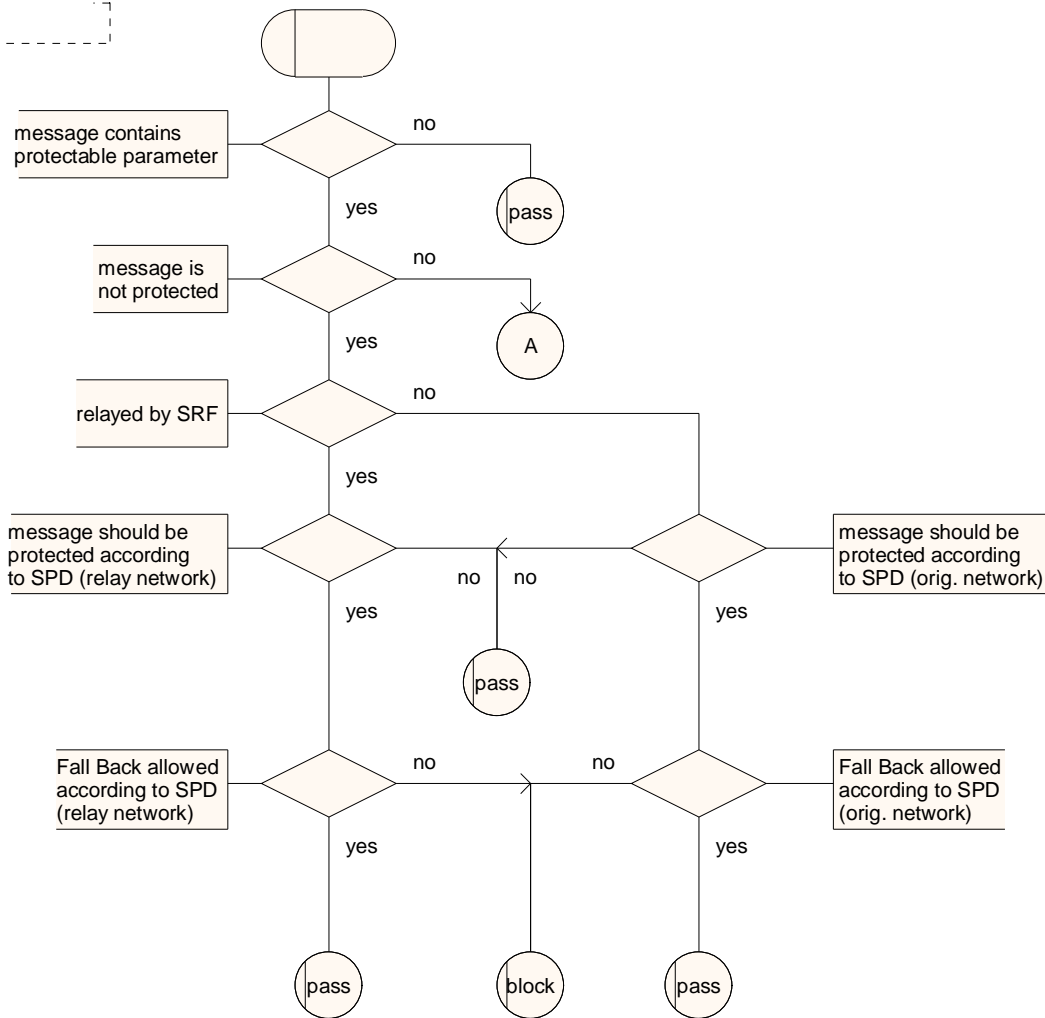 message contains
protectable parameter
no
pass
yes
message is
not protected
no
A
yes
relayed by SRF
no
yes
message should be
protected according
to SPD (relay network)
no
no
message should be
protected according
to SPD (orig. network)
yes
yes
pass
Fall Back allowed
according to SPD
(relay network)
no
no
Fall Back allowed
according to SPD
(orig. network)
yes
yes
pass
block
pass